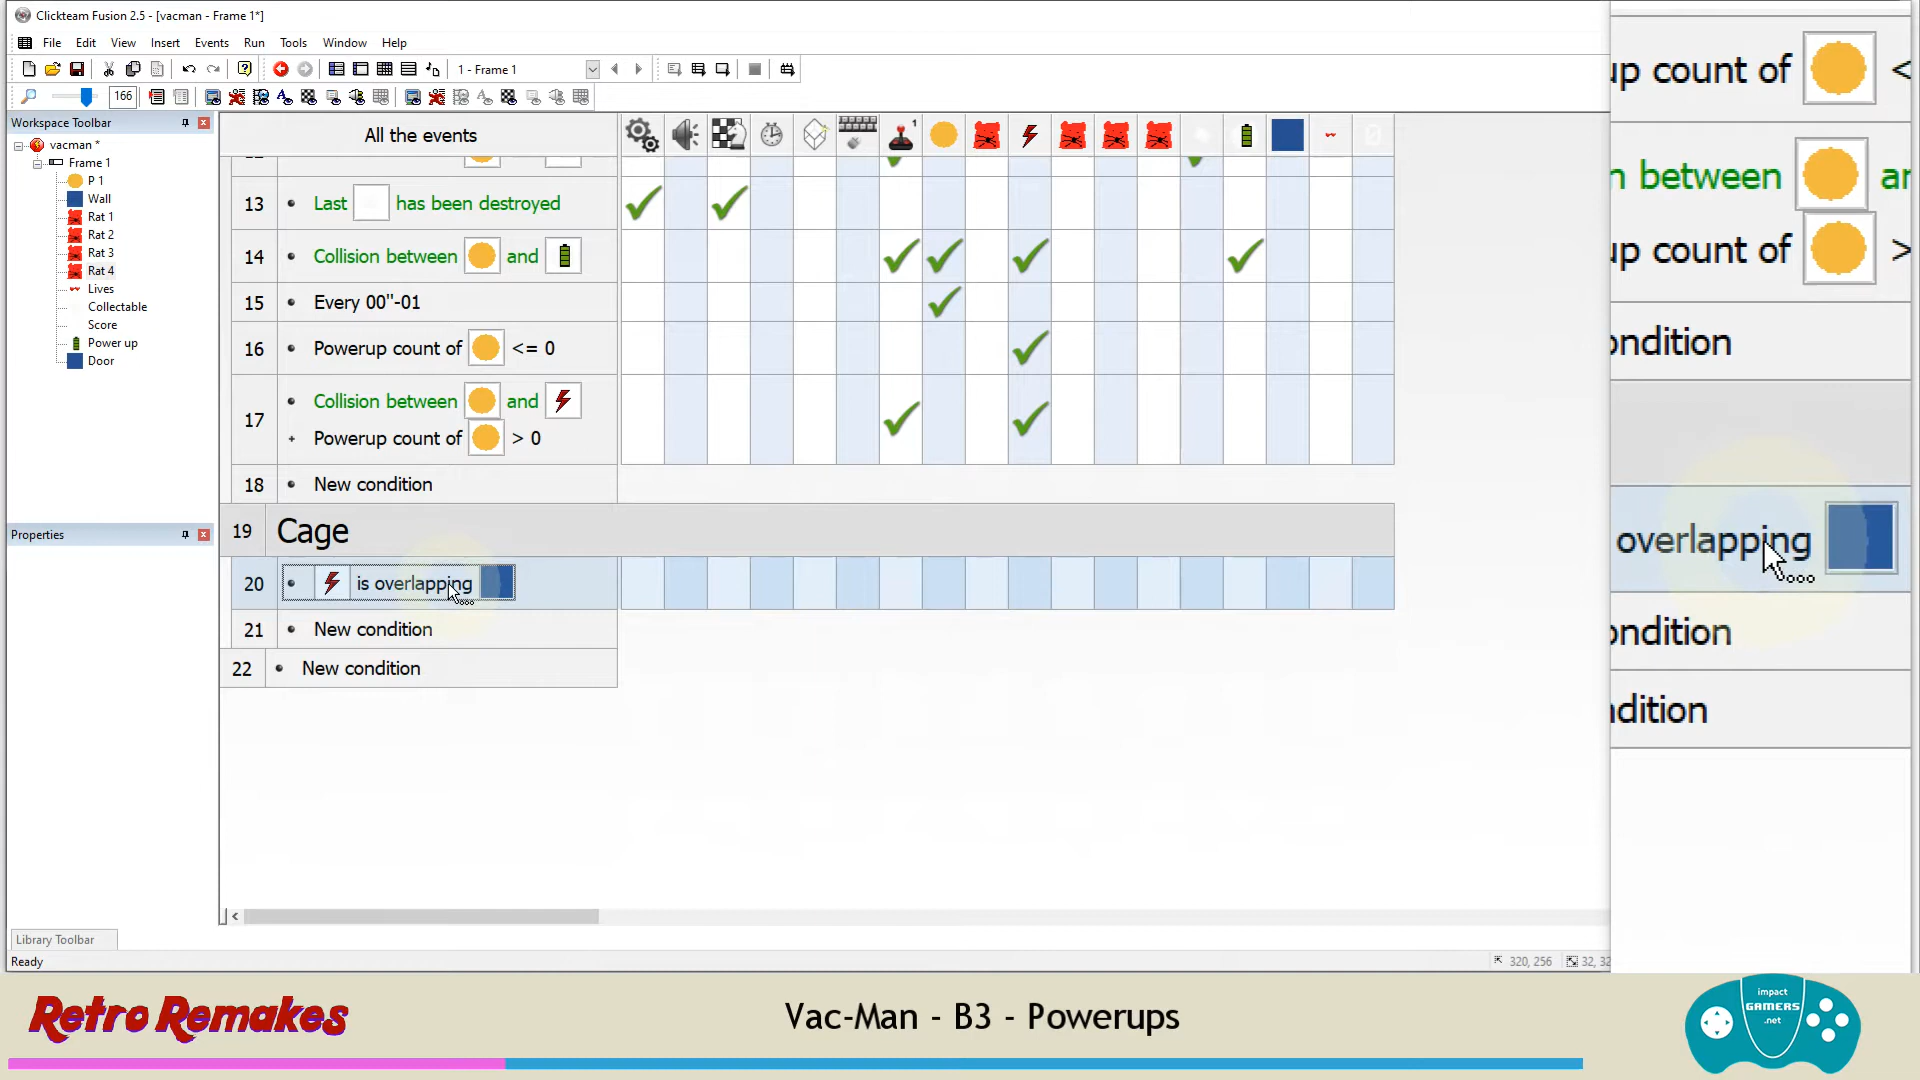 Clickteam Fusion 2.5 - [vacman - Frame 1*]
File Edit View Insert Events Run Tools Window Help
1 - Frame 1
166
Workspace Toolbar
vacman *
Frame 1
P 1
Wall
Rat 1
Rat 2
Rat 3
Rat 4
Lives
Collectable
Score
Power up
Door
Properties
Library Toolbar
Ready
All the events
13 Last has been destroyed
14 Collision between and
15 Every 00"-01
16 Powerup count of <= 0
17 Collision between and
+ Powerup count of > 0
18 New condition
19 Cage
20 is overlapping
21 New condition
22 New condition
320, 256
up count of <
n between
up count of >
ondition
overlapping
ondition
dition
Retro Remakes
Vac-Man - B3 - Powerups
impact
GAMERS
.net